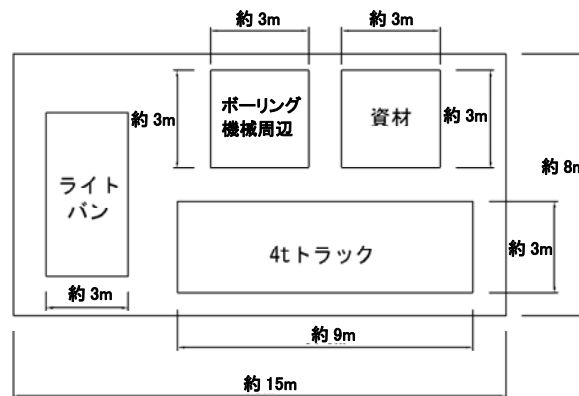 約 3m
約 3m
約 3m
ボーリング
機械周辺
資材
約 3m
約 8m
ライト
バン
4tトラック
約 3m
約 3m
約 9m
約 15m